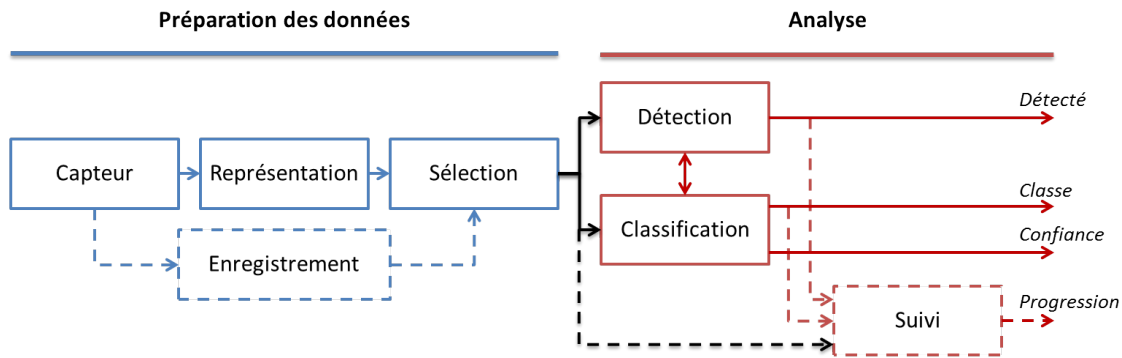 Préparation des données
Analyse
Détecté
Détection
Capteur
Représentation
Sélection
Classe
Classification
Confiance
Enregistrement
Progression
Suivi